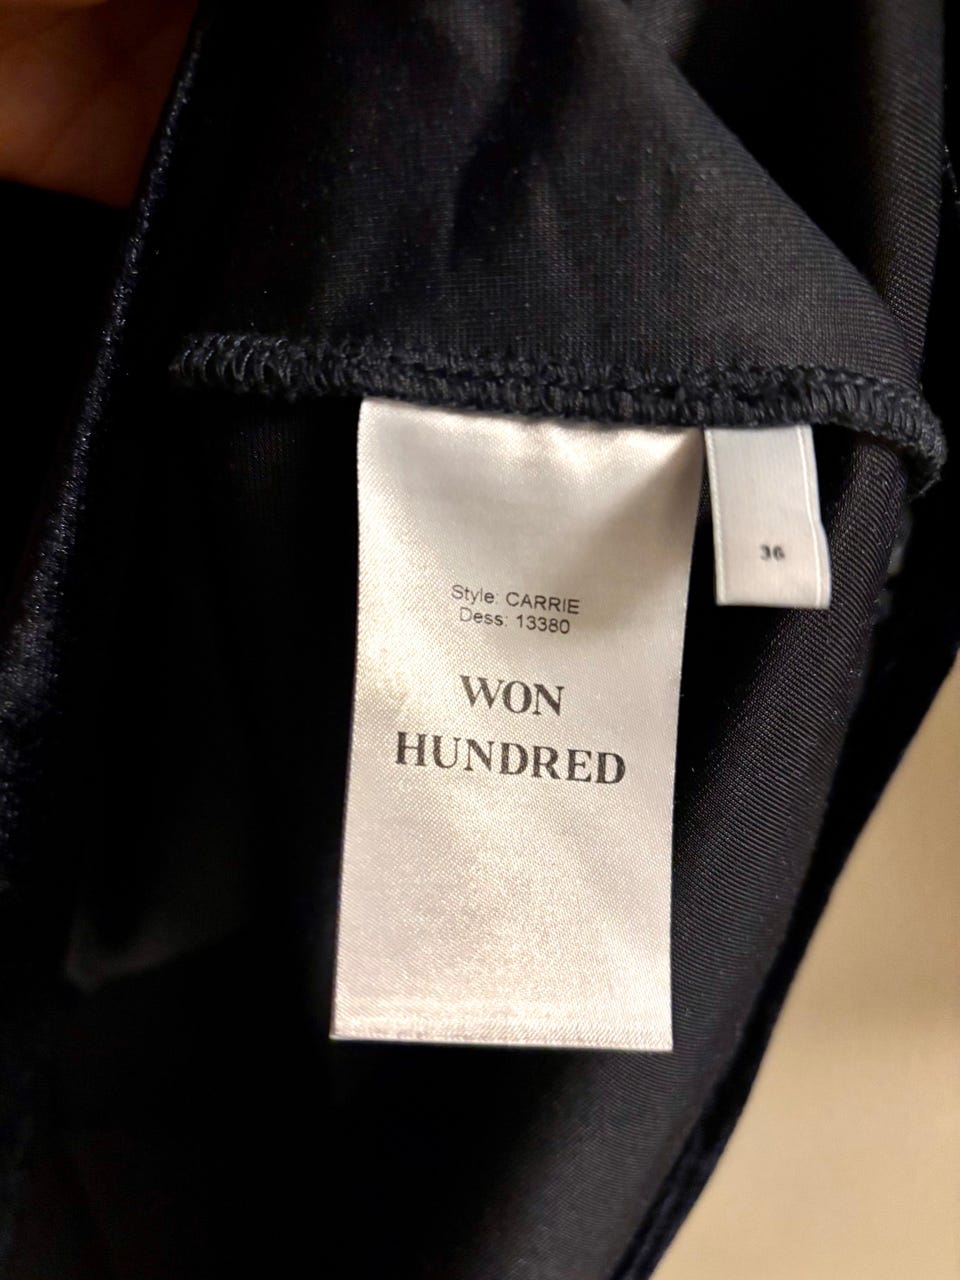 36
Style: CARRIE
Dess: 13380
WON
HUNDRED